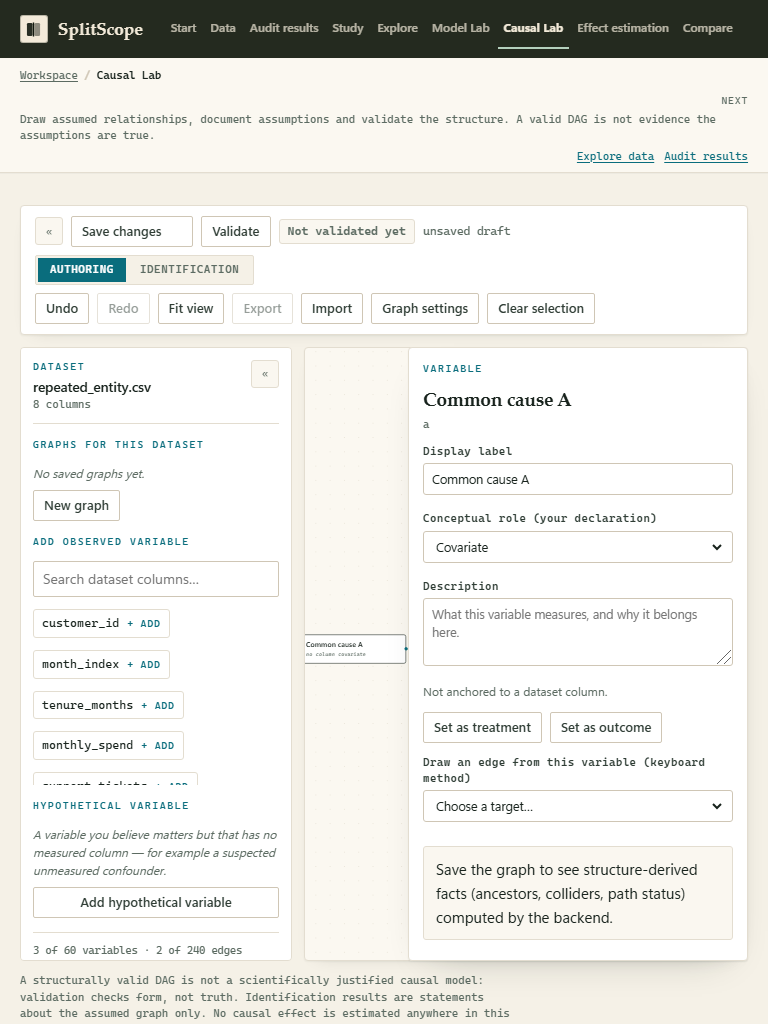 SplitScope
Start Data Audit results Study Explore Model Lab Causal Lab Effect estimation Compare
Workspace / Causal Lab
NEXT
Draw assumed relationships, document assumptions and validate the structure. A valid DAG is not evidence the
assumptions are true.
Explore data Audit results
« Save changes Validate Not validated yet unsaved draft
AUTHORING IDENTIFICATION
Undo Redo Fit view Export Import Graph settings Clear selection
DATASET
«
repeated_entity.csv
8 columns
GRAPHS FOR THIS DATASET
No saved graphs yet.
New graph
ADD OBSERVED VARIABLE
Search dataset columns...
customer_id + ADD
month_index + ADD
tenure_months + ADD
monthly_spend + ADD
support_tickets + ADD
HYPOTHETICAL VARIABLE
A variable you believe matters but that has no
measured column — for example a suspected
unmeasured confounder.
Add hypothetical variable
3 of 60 variables · 2 of 240 edges
Common cause A
no column covariate
VARIABLE
Common cause A
a
Display label
Common cause A
Conceptual role (your declaration)
Covariate
Description
What this variable measures, and why it belongs
here.
Not anchored to a dataset column.
Set as treatment Set as outcome
Draw an edge from this variable (keyboard
method)
Choose a target...
Save the graph to see structure-derived
facts (ancestors, colliders, path status)
computed by the backend.
A structurally valid DAG is not a scientifically justified causal model:
validation checks form, not truth. Identification results are statements
about the assumed graph only. No causal effect is estimated anywhere in this